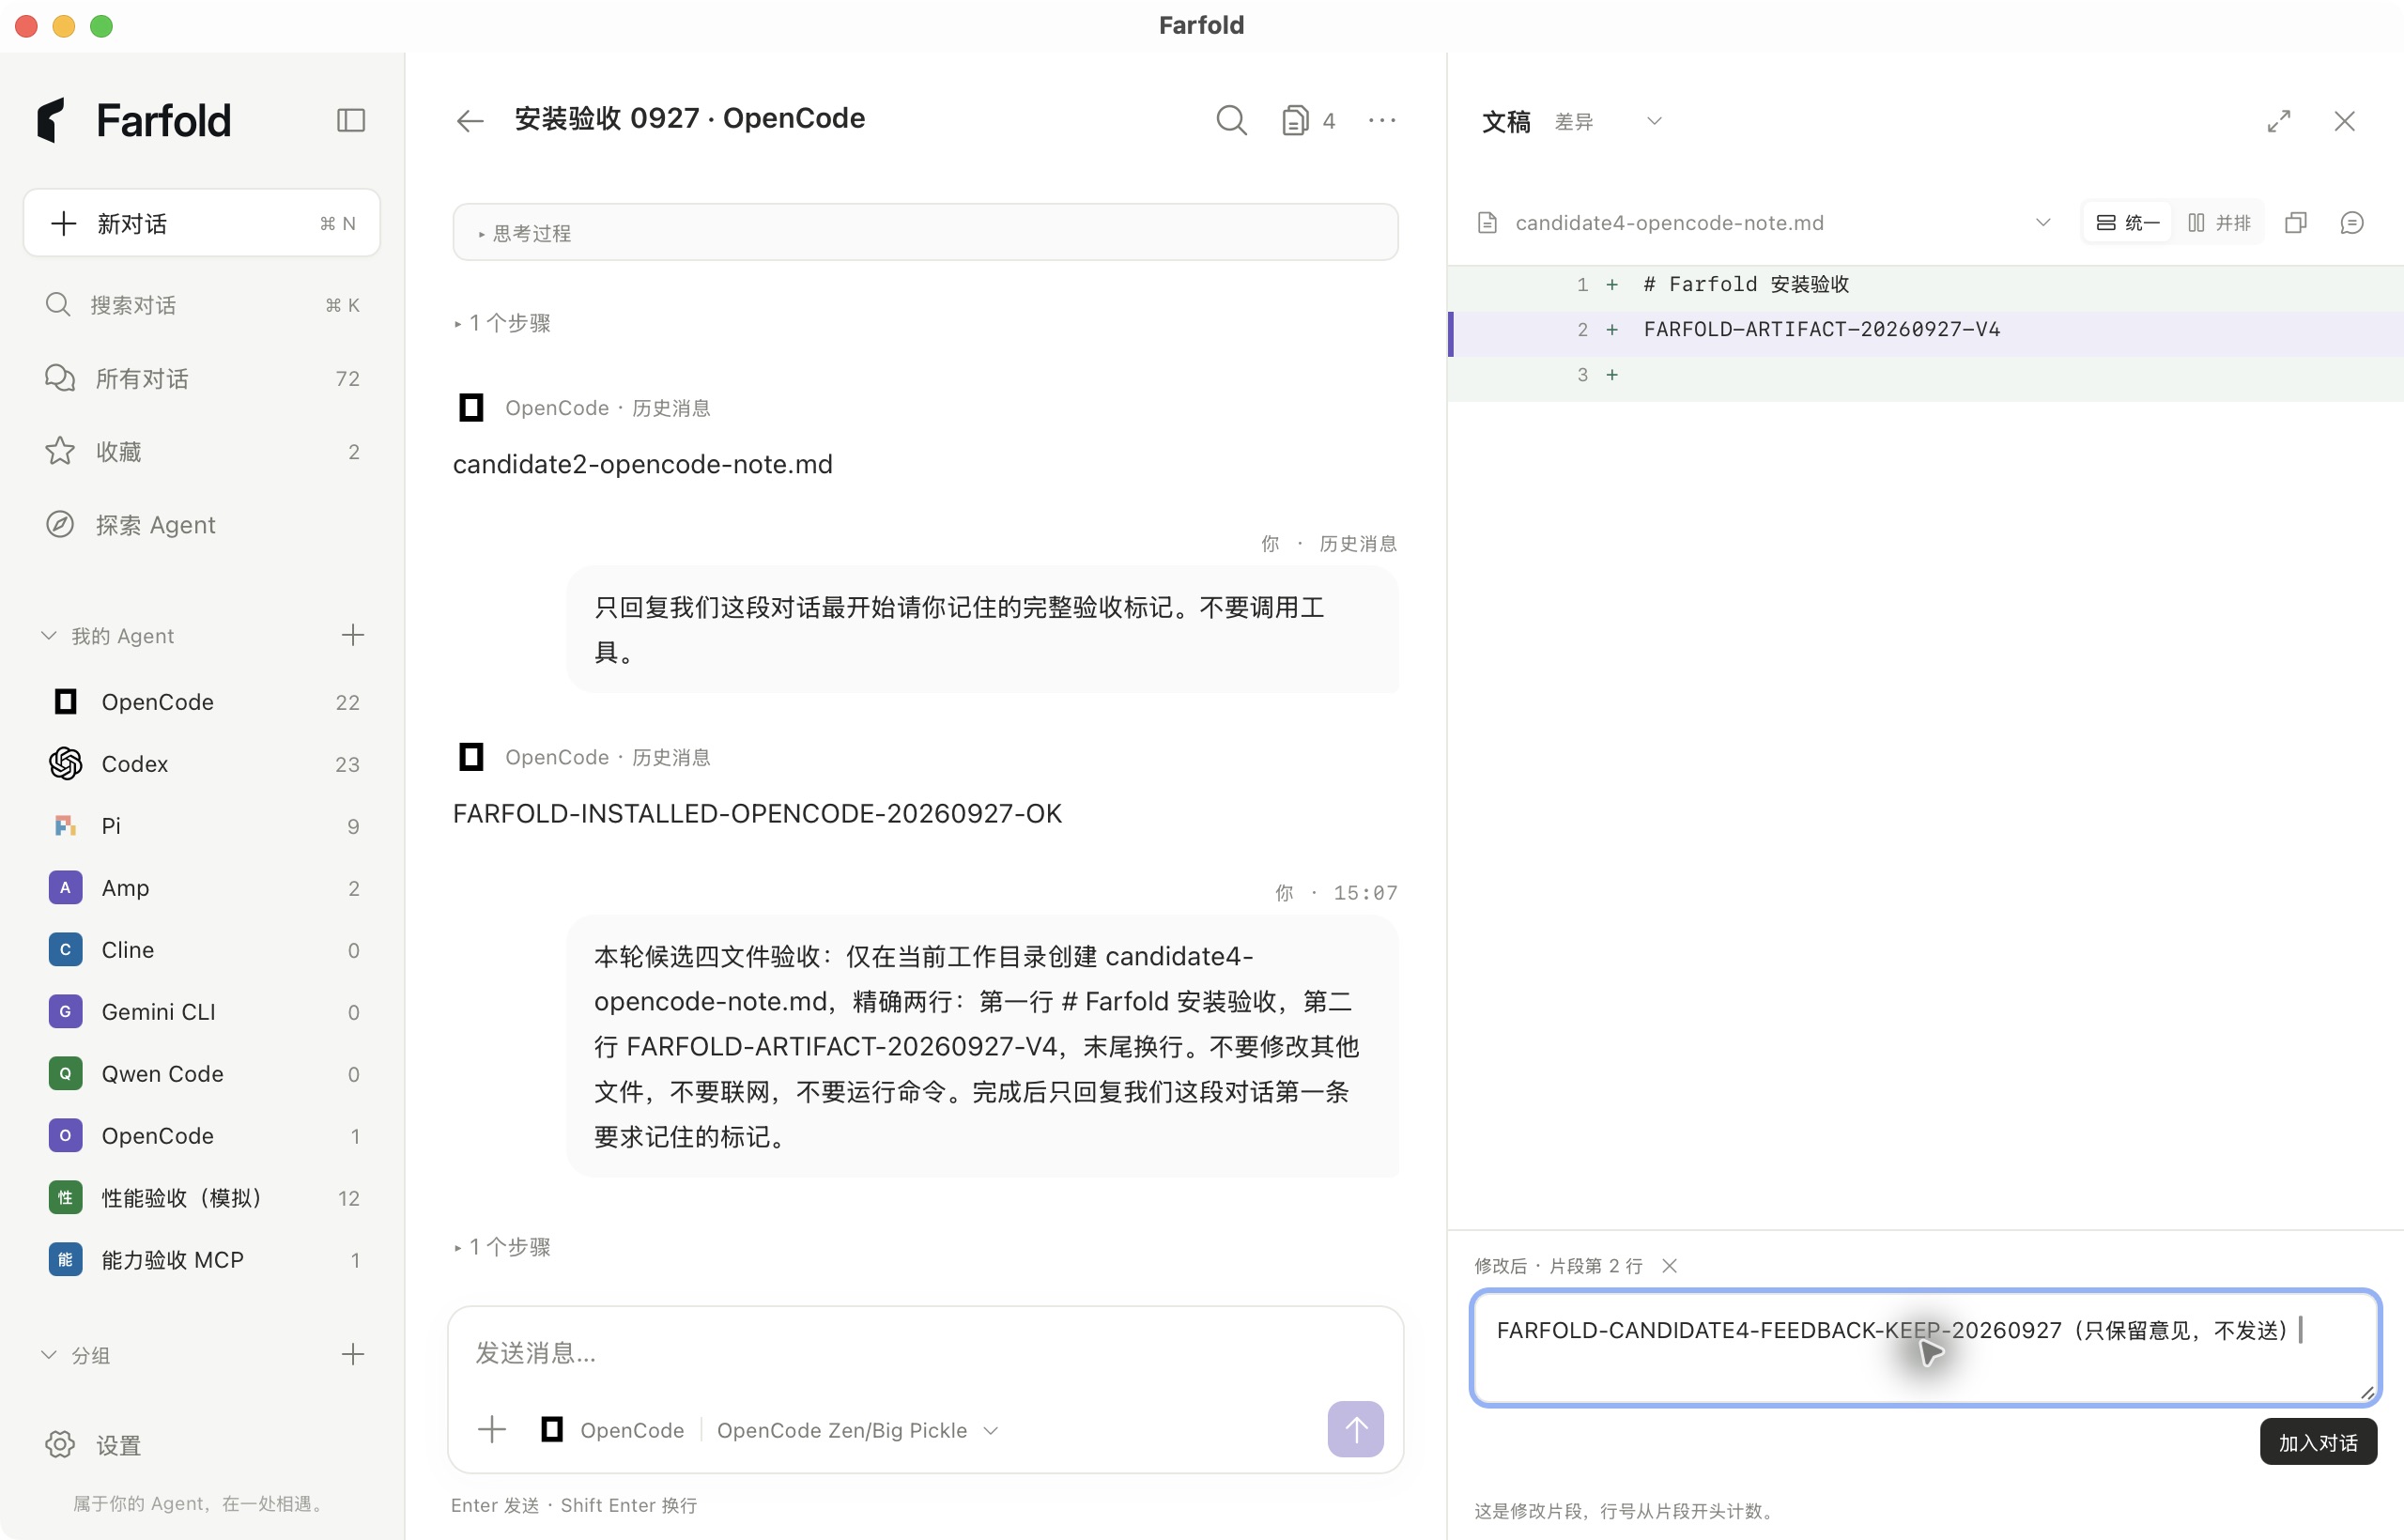 Farfold
Farfold
新对话
⌘ N
搜索对话
⌘ K
所有对话
72
收藏
2
探索 Agent
我的 Agent
OpenCode
22
Codex
23
Pi
9
A
Amp
2
C
Cline
0
G
Gemini CLI
0
Q
Qwen Code
0
O
OpenCode
1
性
性能验收（模拟）
12
能
能力验收 MCP
1
分组
设置
属于你的 Agent，在一处相遇。
安装验收 0927 · OpenCode
4
思考过程
1 个步骤
OpenCode · 历史消息
candidate2-opencode-note.md
你 · 历史消息
只回复我们这段对话最开始请你记住的完整验收标记。不要调用工
具。
OpenCode · 历史消息
FARFOLD-INSTALLED-OPENCODE-20260927-OK
你 · 15:07
本轮候选四文件验收：仅在当前工作目录创建 candidate4-
opencode-note.md，精确两行：第一行 # Farfold 安装验收，第二
行 FARFOLD-ARTIFACT-20260927-V4，末尾换行。不要修改其他
文件，不要联网，不要运行命令。完成后只回复我们这段对话第一条
要求记住的标记。
1 个步骤
发送消息...
OpenCode
OpenCode Zen/Big Pickle
Enter 发送 · Shift Enter 换行
文稿
差异
candidate4-opencode-note.md
统一
并排
1 + # Farfold 安装验收
2 + FARFOLD-ARTIFACT-20260927-V4
3 +
修改后 · 片段第 2 行
FARFOLD-CANDIDATE4-FEEDBACK-KEEP-20260927（只保留意见，不发送）
加入对话
这是修改片段，行号从片段开头计数。